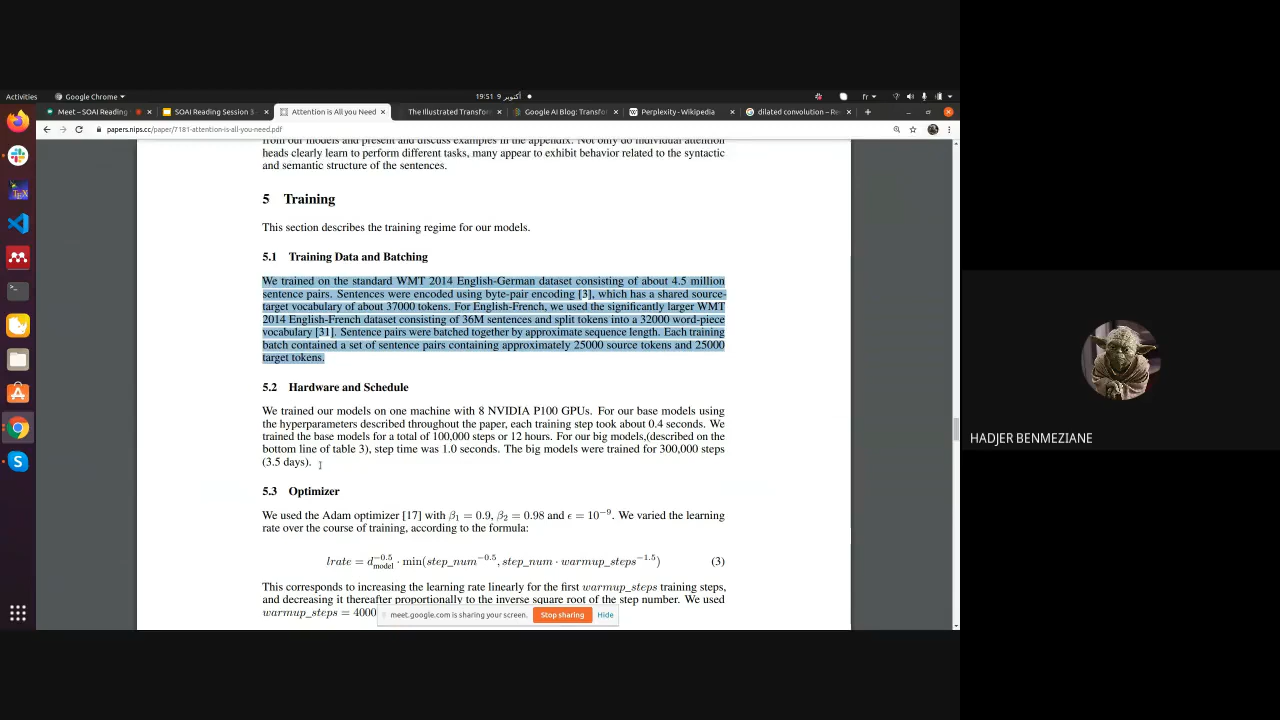 Activities
Google Chrome
19:51 9 أكتوبر
fr
Meet – SOAI Reading
SOAI Reading Session 3
Attention is All you Need
The Illustrated Transfor
Google AI Blog: Transfo
Perplexity - Wikipedia
dilated convolution – Re
papers.nips.cc/paper/7181-attention-is-all-you-need.pdf
from our models and present and discuss examples in the appendix. Not only do individual attention
heads clearly learn to perform different tasks, many appear to exhibit behavior related to the syntactic
and semantic structure of the sentences.
5 Training
This section describes the training regime for our models.
5.1 Training Data and Batching
We trained on the standard WMT 2014 English-German dataset consisting of about 4.5 million
sentence pairs. Sentences were encoded using byte-pair encoding [3], which has a shared source-
target vocabulary of about 37000 tokens. For English-French, we used the significantly larger WMT
2014 English-French dataset consisting of 36M sentences and split tokens into a 32000 word-piece
vocabulary [31]. Sentence pairs were batched together by approximate sequence length. Each training
batch contained a set of sentence pairs containing approximately 25000 source tokens and 25000
target tokens.
5.2 Hardware and Schedule
We trained our models on one machine with 8 NVIDIA P100 GPUs. For our base models using
the hyperparameters described throughout the paper, each training step took about 0.4 seconds. We
trained the base models for a total of 100,000 steps or 12 hours. For our big models,(described on the
bottom line of table 3), step time was 1.0 seconds. The big models were trained for 300,000 steps
(3.5 days).
HADJER BENMEZIANE
5.3 Optimizer
We used the Adam optimizer [17] with β₁ = 0.9, β₂ = 0.98 and ϵ = 10⁻⁹. We varied the learning
rate over the course of training, according to the formula:
lrate = d_model^−0.5 · min(step_num^−0.5, step_num · warmup_steps^−1.5) (3)
This corresponds to increasing the learning rate linearly for the first warmup_steps training steps,
and decreasing it thereafter proportionally to the inverse square root of the step number. We used
warmup_steps = 4000
meet.google.com is sharing your screen. Stop sharing Hide